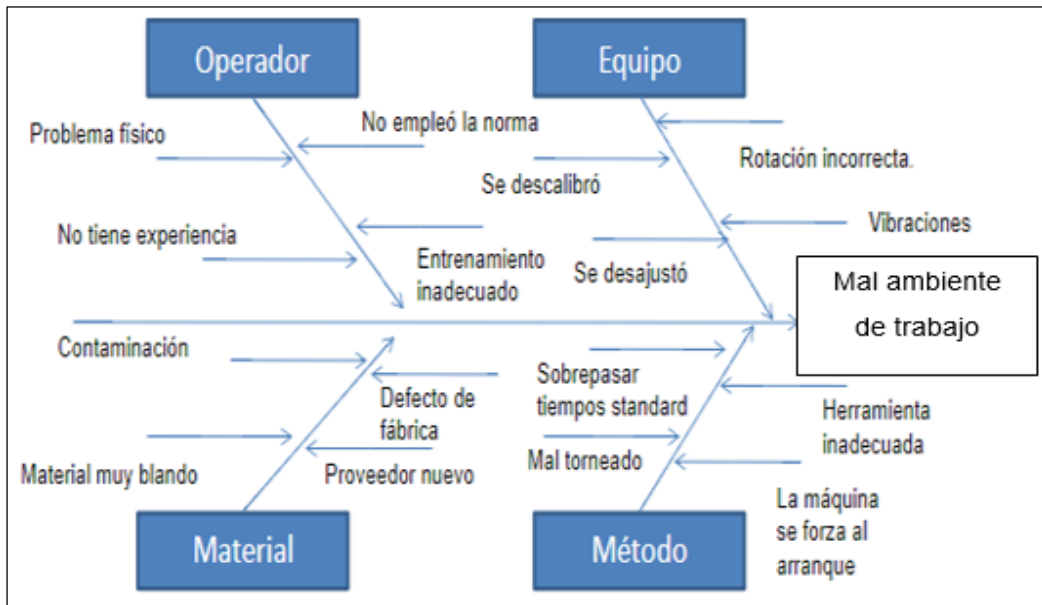 Operador
Equipo
Problema físico
No empleó la norma
Se descalibró
Rotación incorrecta.
No tiene experiencia
Entrenamiento
inadecuado
Se desajustó
Vibraciones
Mal ambiente
de trabajo
Contaminación
Defecto de
fábrica
Sobrepasar
tiempos standard
Herramienta
inadecuada
Material muy blando
Proveedor nuevo
Mal torneado
La máquina
se forza al
arranque
Material
Método